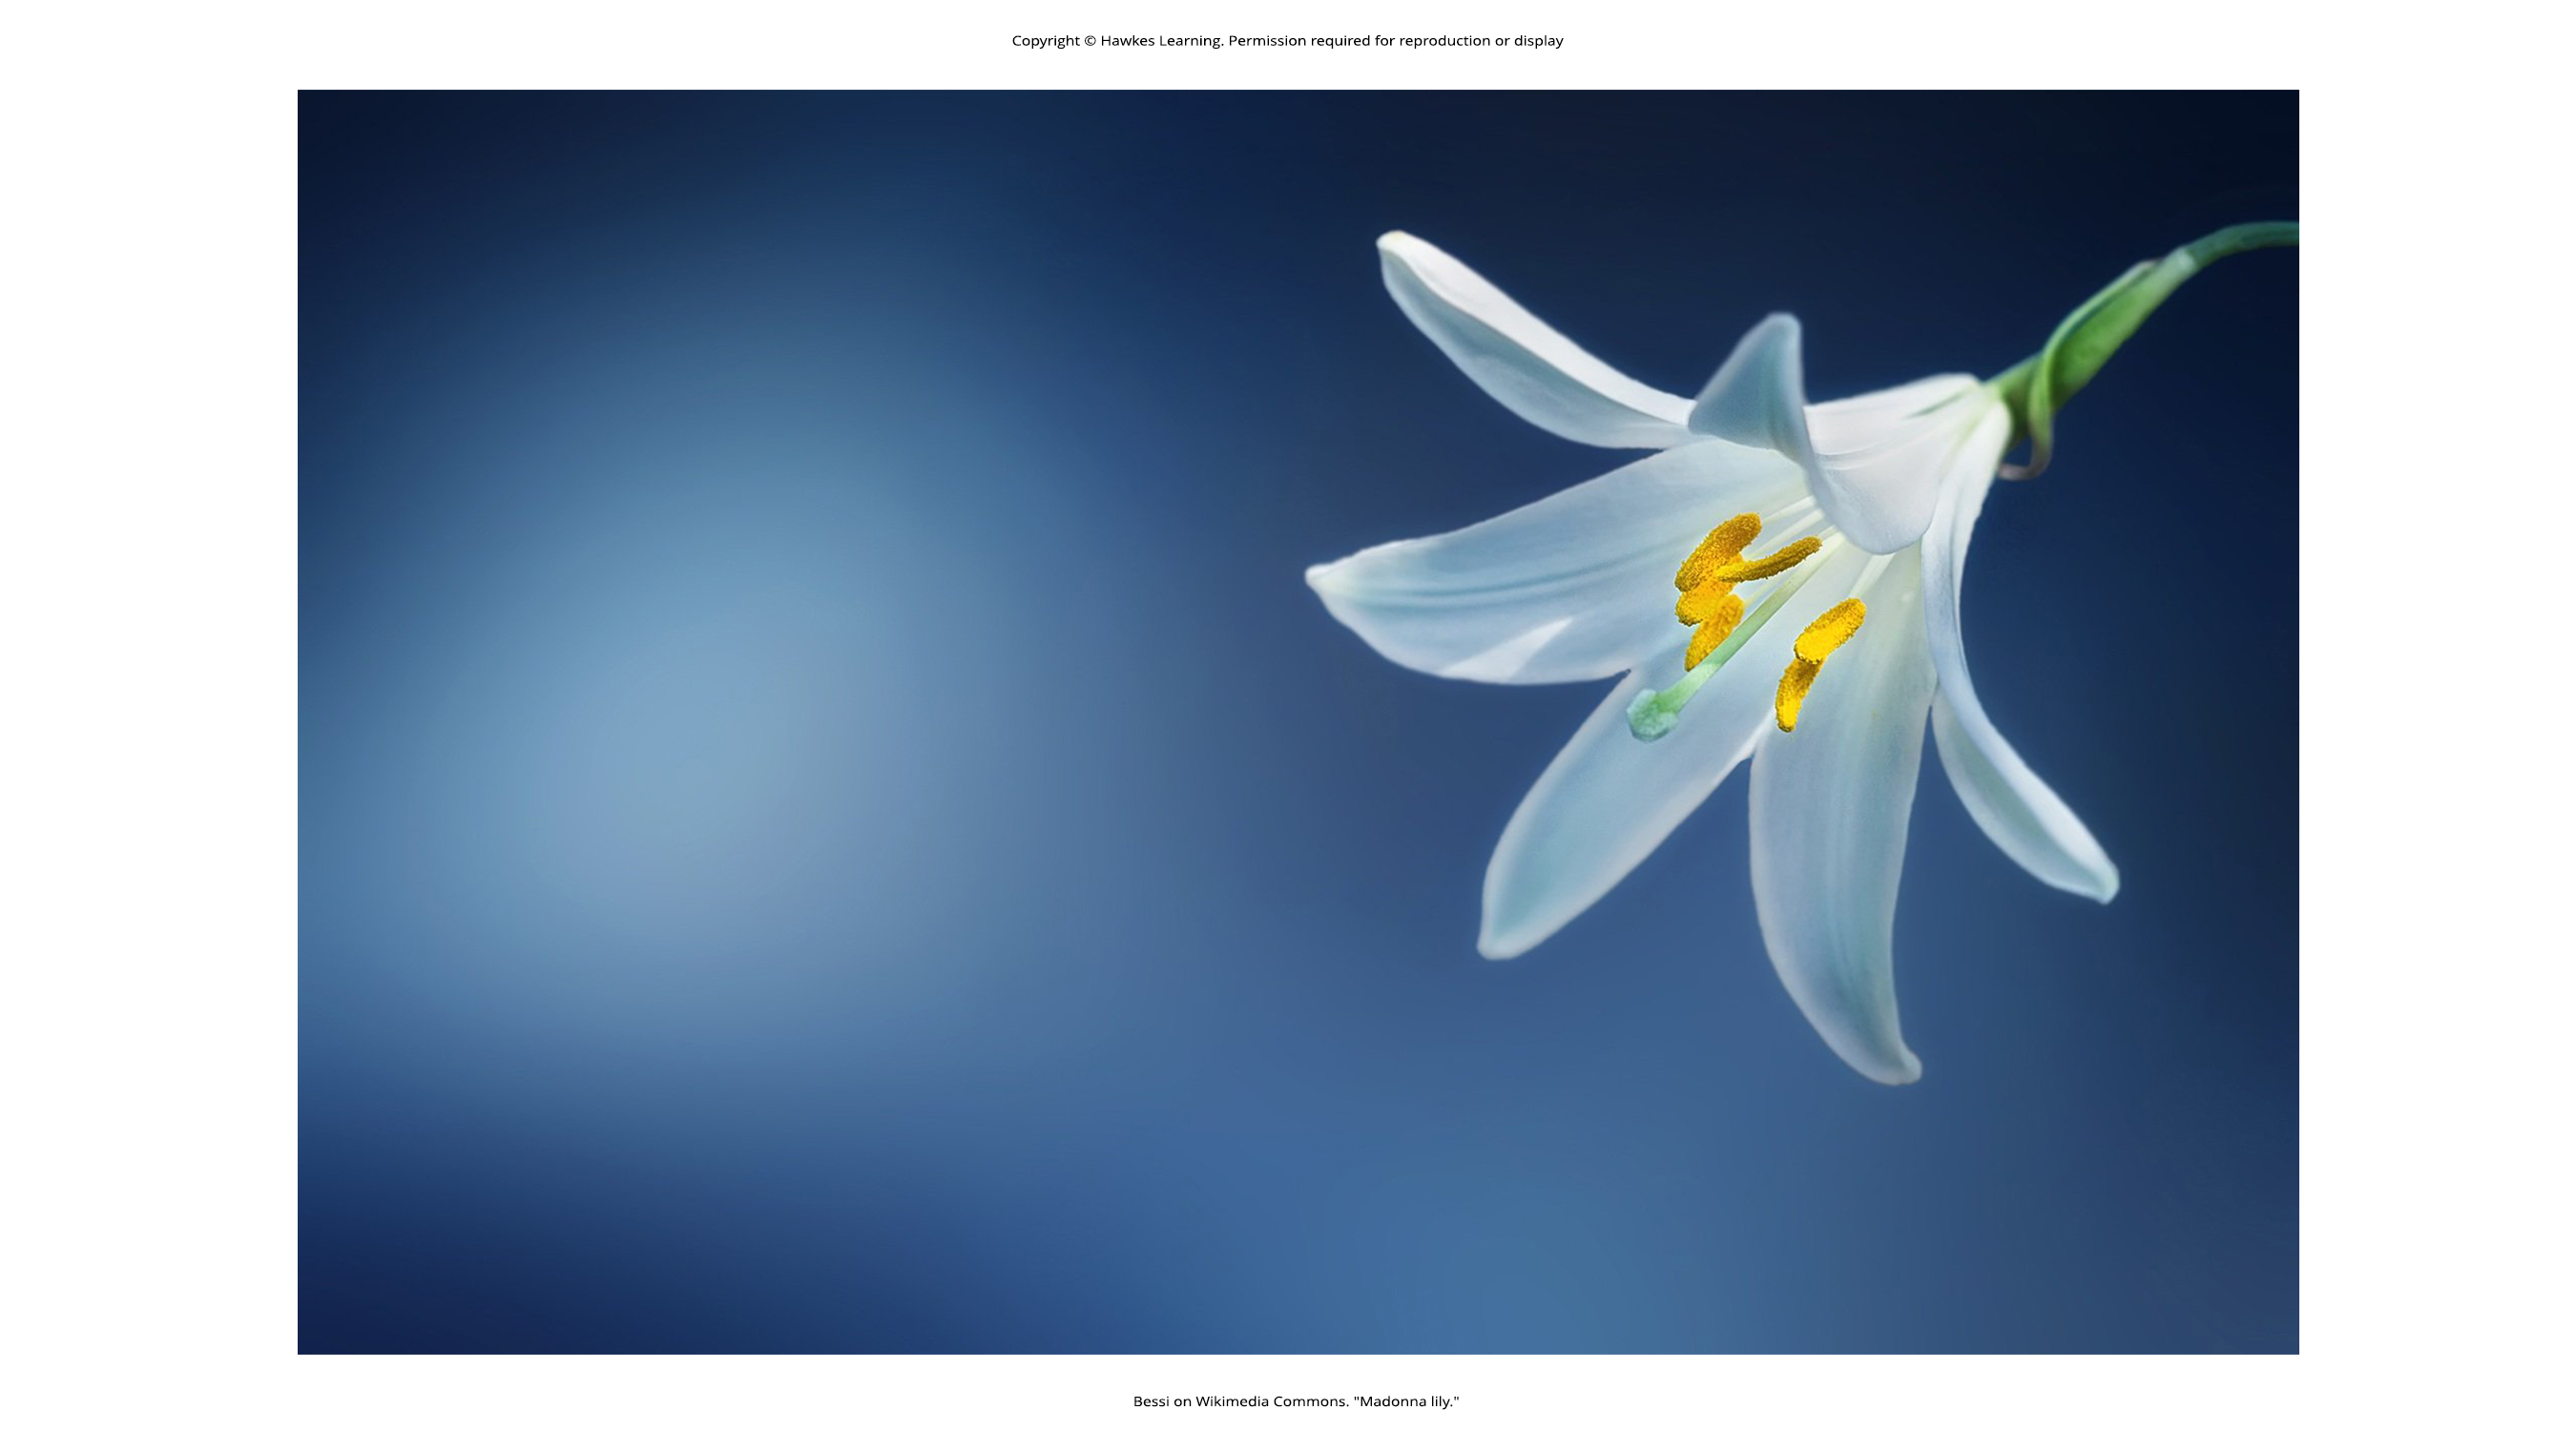 Copyright © Hawkes Learning. Permission required for reproduction or display
Bessi on Wikimedia Commons. "Madonna lily."